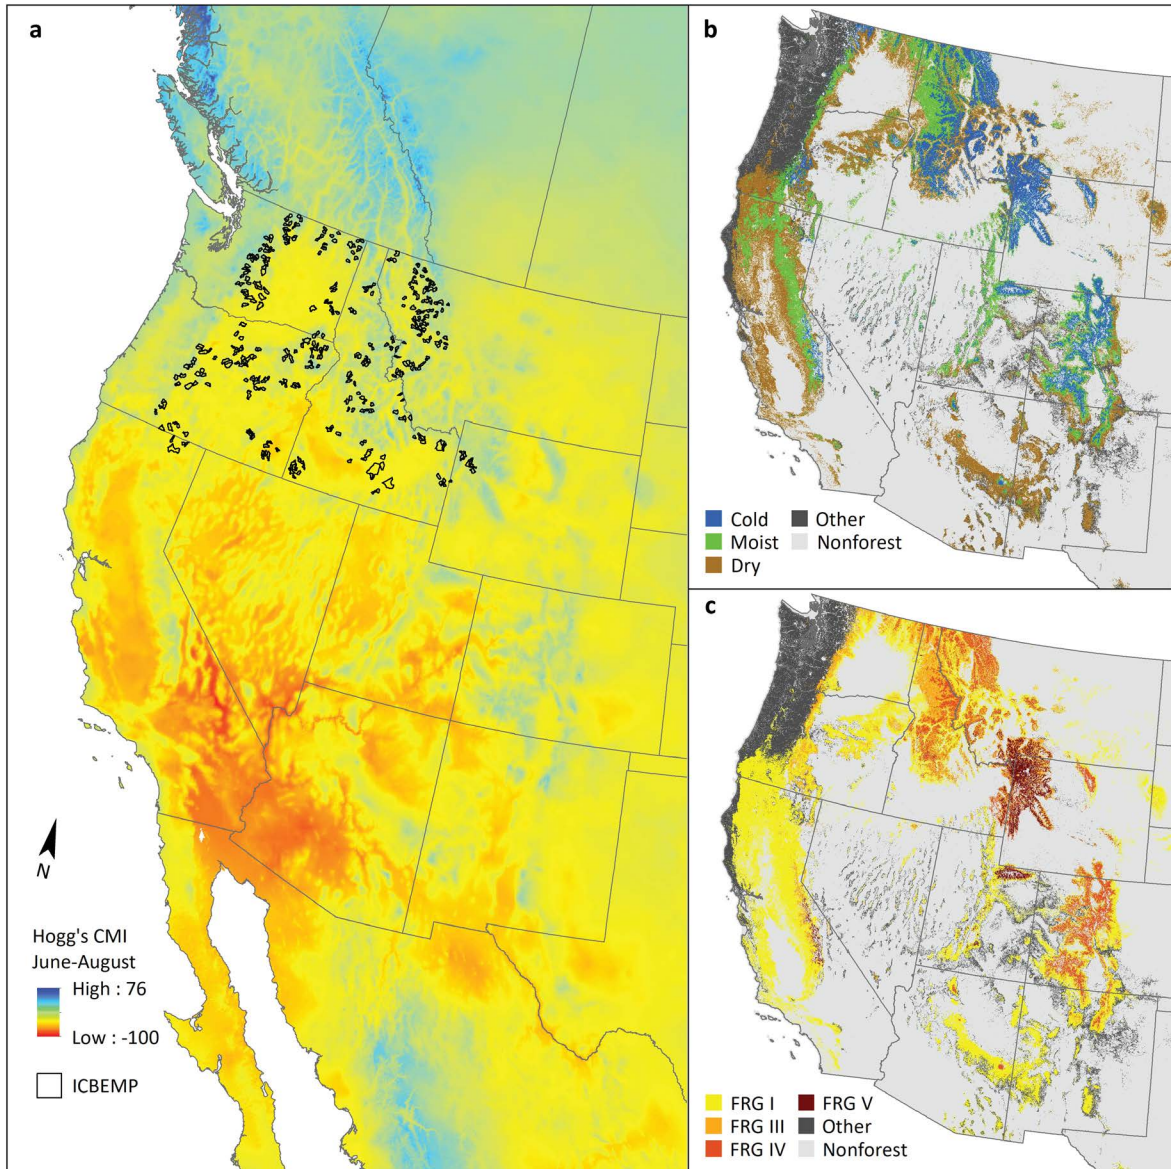 a
N
Hogg's CMI
June-August
High : 76
Low : -100
ICBEMP
b
Cold
Moist
Dry
Other
Nonforest
c
FRG I
FRG III
FRG IV
FRG V
Other
Nonforest